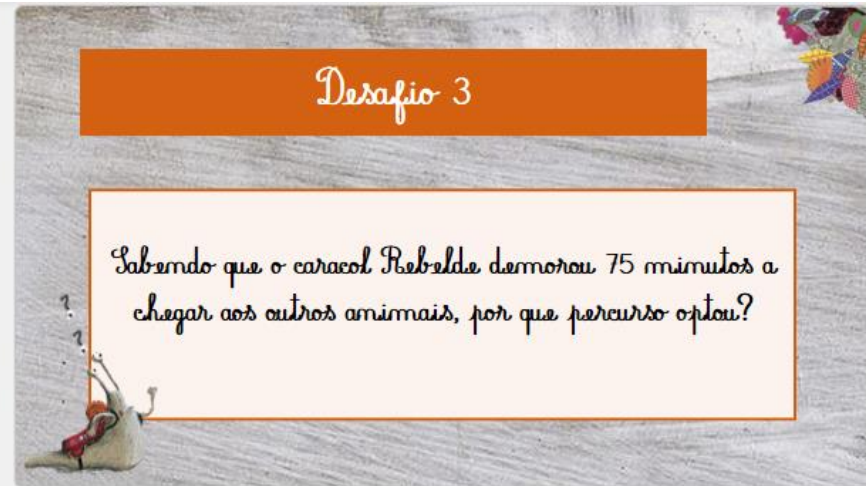 Desafio 3
Sabendo que o caracol Rebelde demorou 75 minutos a
chegar aos outros animais, por que percurso optou?
? ?